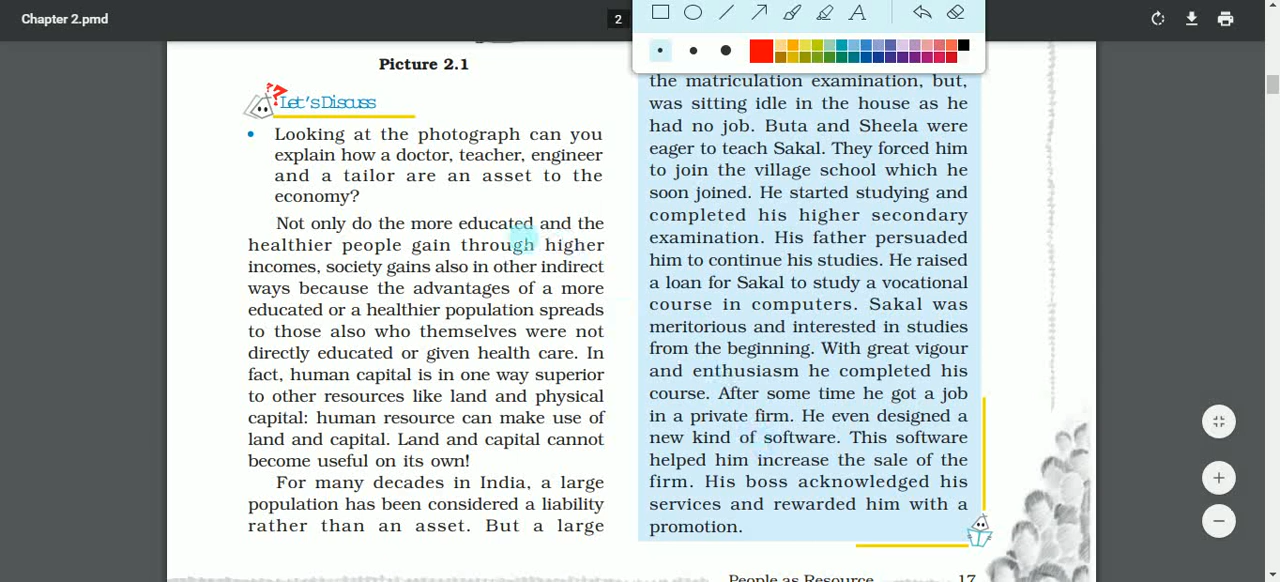 Chapter 2.pmd
2
A
Picture 2.1
??
Let's Discuss
• Looking at the photograph can you
explain how a doctor, teacher, engineer
and a tailor are an asset to the
economy?
Not only do the more educated and the
healthier people gain through higher
incomes, society gains also in other indirect
ways because the advantages of a more
educated or a healthier population spreads
to those also who themselves were not
directly educated or given health care. In
fact, human capital is in one way superior
to other resources like land and physical
capital: human resource can make use of
land and capital. Land and capital cannot
become useful on its own!
For many decades in India, a large
population has been considered a liability
rather than an asset. But a large
the matriculation examination, but,
was sitting idle in the house as he
had no job. Buta and Sheela were
eager to teach Sakal. They forced him
to join the village school which he
soon joined. He started studying and
completed his higher secondary
examination. His father persuaded
him to continue his studies. He raised
a loan for Sakal to study a vocational
course in computers. Sakal was
meritorious and interested in studies
from the beginning. With great vigour
and enthusiasm he completed his
course. After some time he got a job
in a private firm. He even designed a
new kind of software. This software
helped him increase the sale of the
firm. His boss acknowledged his
services and rewarded him with a
promotion.
People as Resource 17